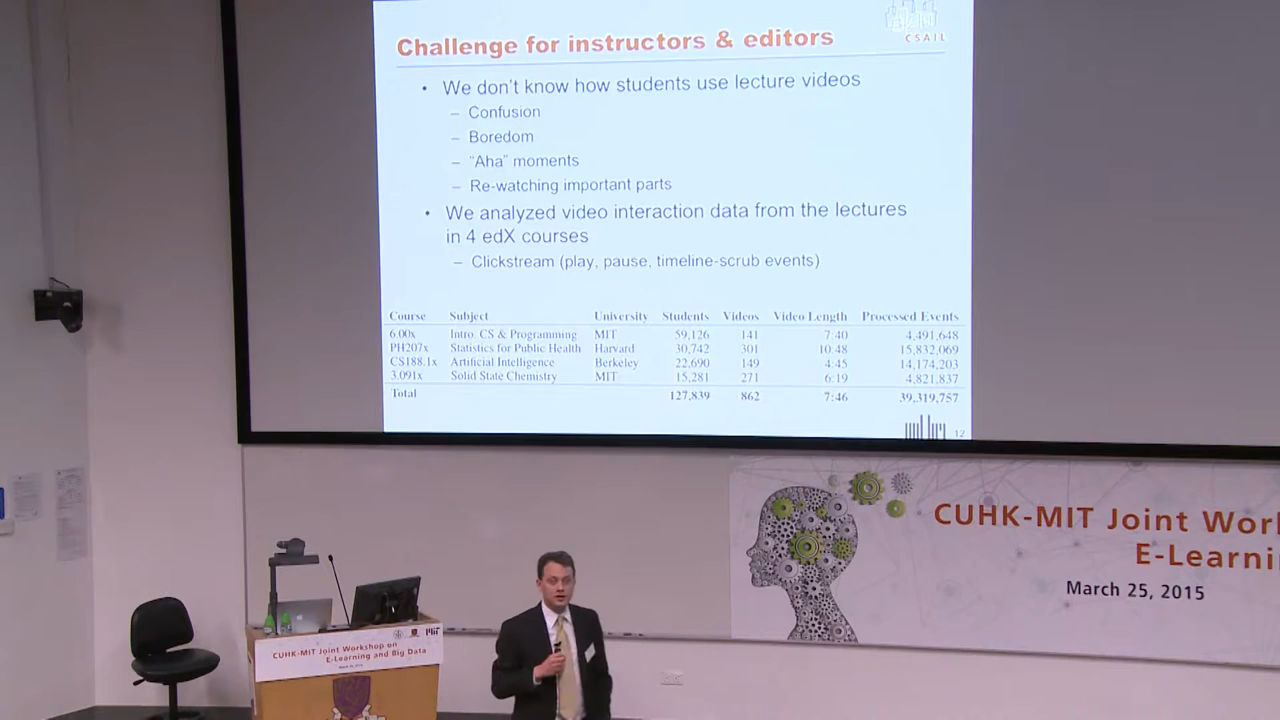 CSAIL
Challenge for instructors & editors
• We don't know how students use lecture videos
– Confusion
– Boredom
– "Aha" moments
– Re-watching important parts
• We analyzed video interaction data from the lectures
in 4 edX courses
– Clickstream (play, pause, timeline-scrub events)
Course Subject University Students Videos Video Length Processed Events
6.00x Intro. CS & Programming MIT 59,126 141 7:40 4,491,648
PH207x Statistics for Public Health Harvard 30,742 301 10:48 15,832,069
CS188.1x Artificial Intelligence Berkeley 22,690 149 4:45 14,174,203
3.091x Solid State Chemistry MIT 15,281 271 6:19 4,821,837
Total 127,839 862 7:46 39,319,757
12
CUHK-MIT Joint Wor
E-Learni
March 25, 2015
CUHK-MIT Joint Workshop on
E-Learning and Big Data
March 25, 2015